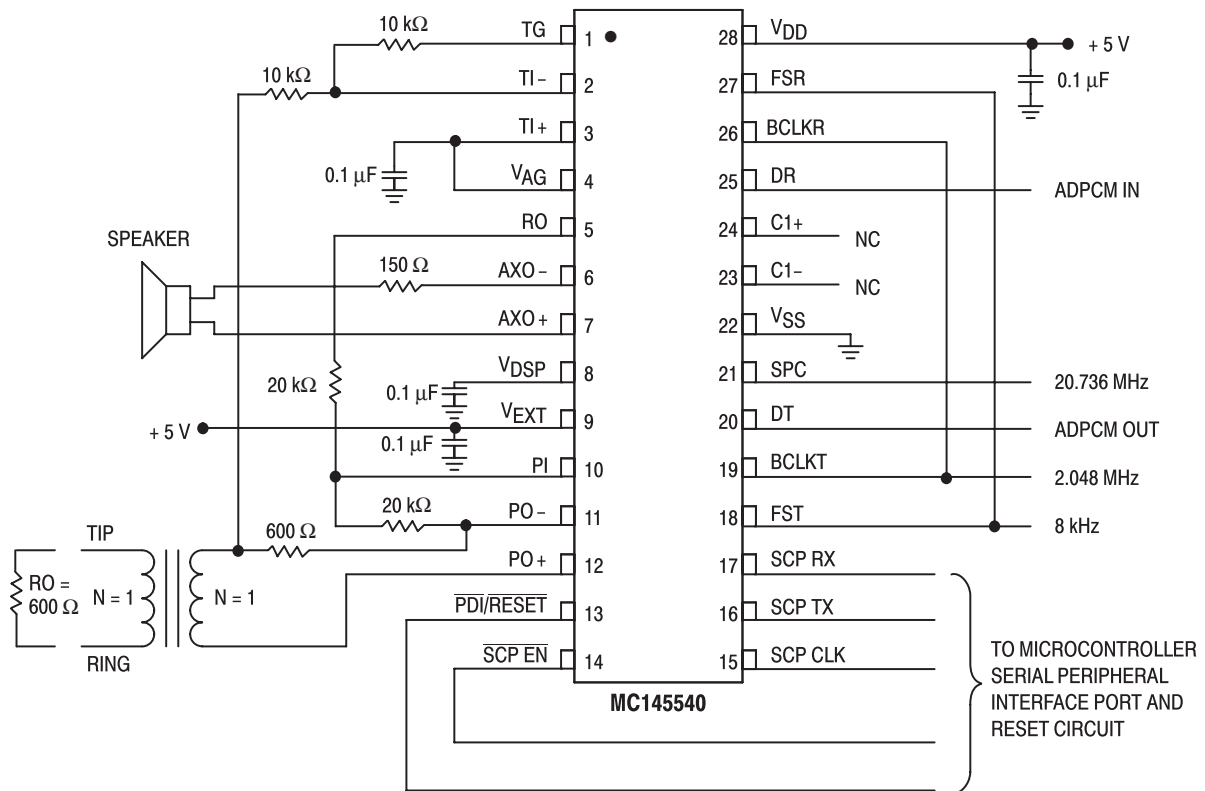 10 kΩ
TG
1
28
VDD
+ 5 V
10 kΩ
TI –
2
27
FSR
0.1 µF
TI +
3
26
BCLKR
0.1 µF
VAG
4
25
DR
ADPCM IN
RO
5
24
C1+
NC
SPEAKER
150 Ω
AXO –
6
23
C1–
NC
AXO +
7
22
VSS
20 kΩ
0.1 µF
VDSP
8
21
SPC
20.736 MHz
+ 5 V
0.1 µF
VEXT
9
20
DT
ADPCM OUT
PI
10
19
BCLKT
2.048 MHz
20 kΩ
PO –
11
18
FST
8 kHz
TIP
600 Ω
PO +
12
17
SCP RX
RO =
600 Ω
N = 1
N = 1
PDI/RESET
13
16
SCP TX
RING
SCP EN
14
15
SCP CLK
TO MICROCONTROLLER
SERIAL PERIPHERAL
INTERFACE PORT AND
RESET CIRCUIT
MC145540